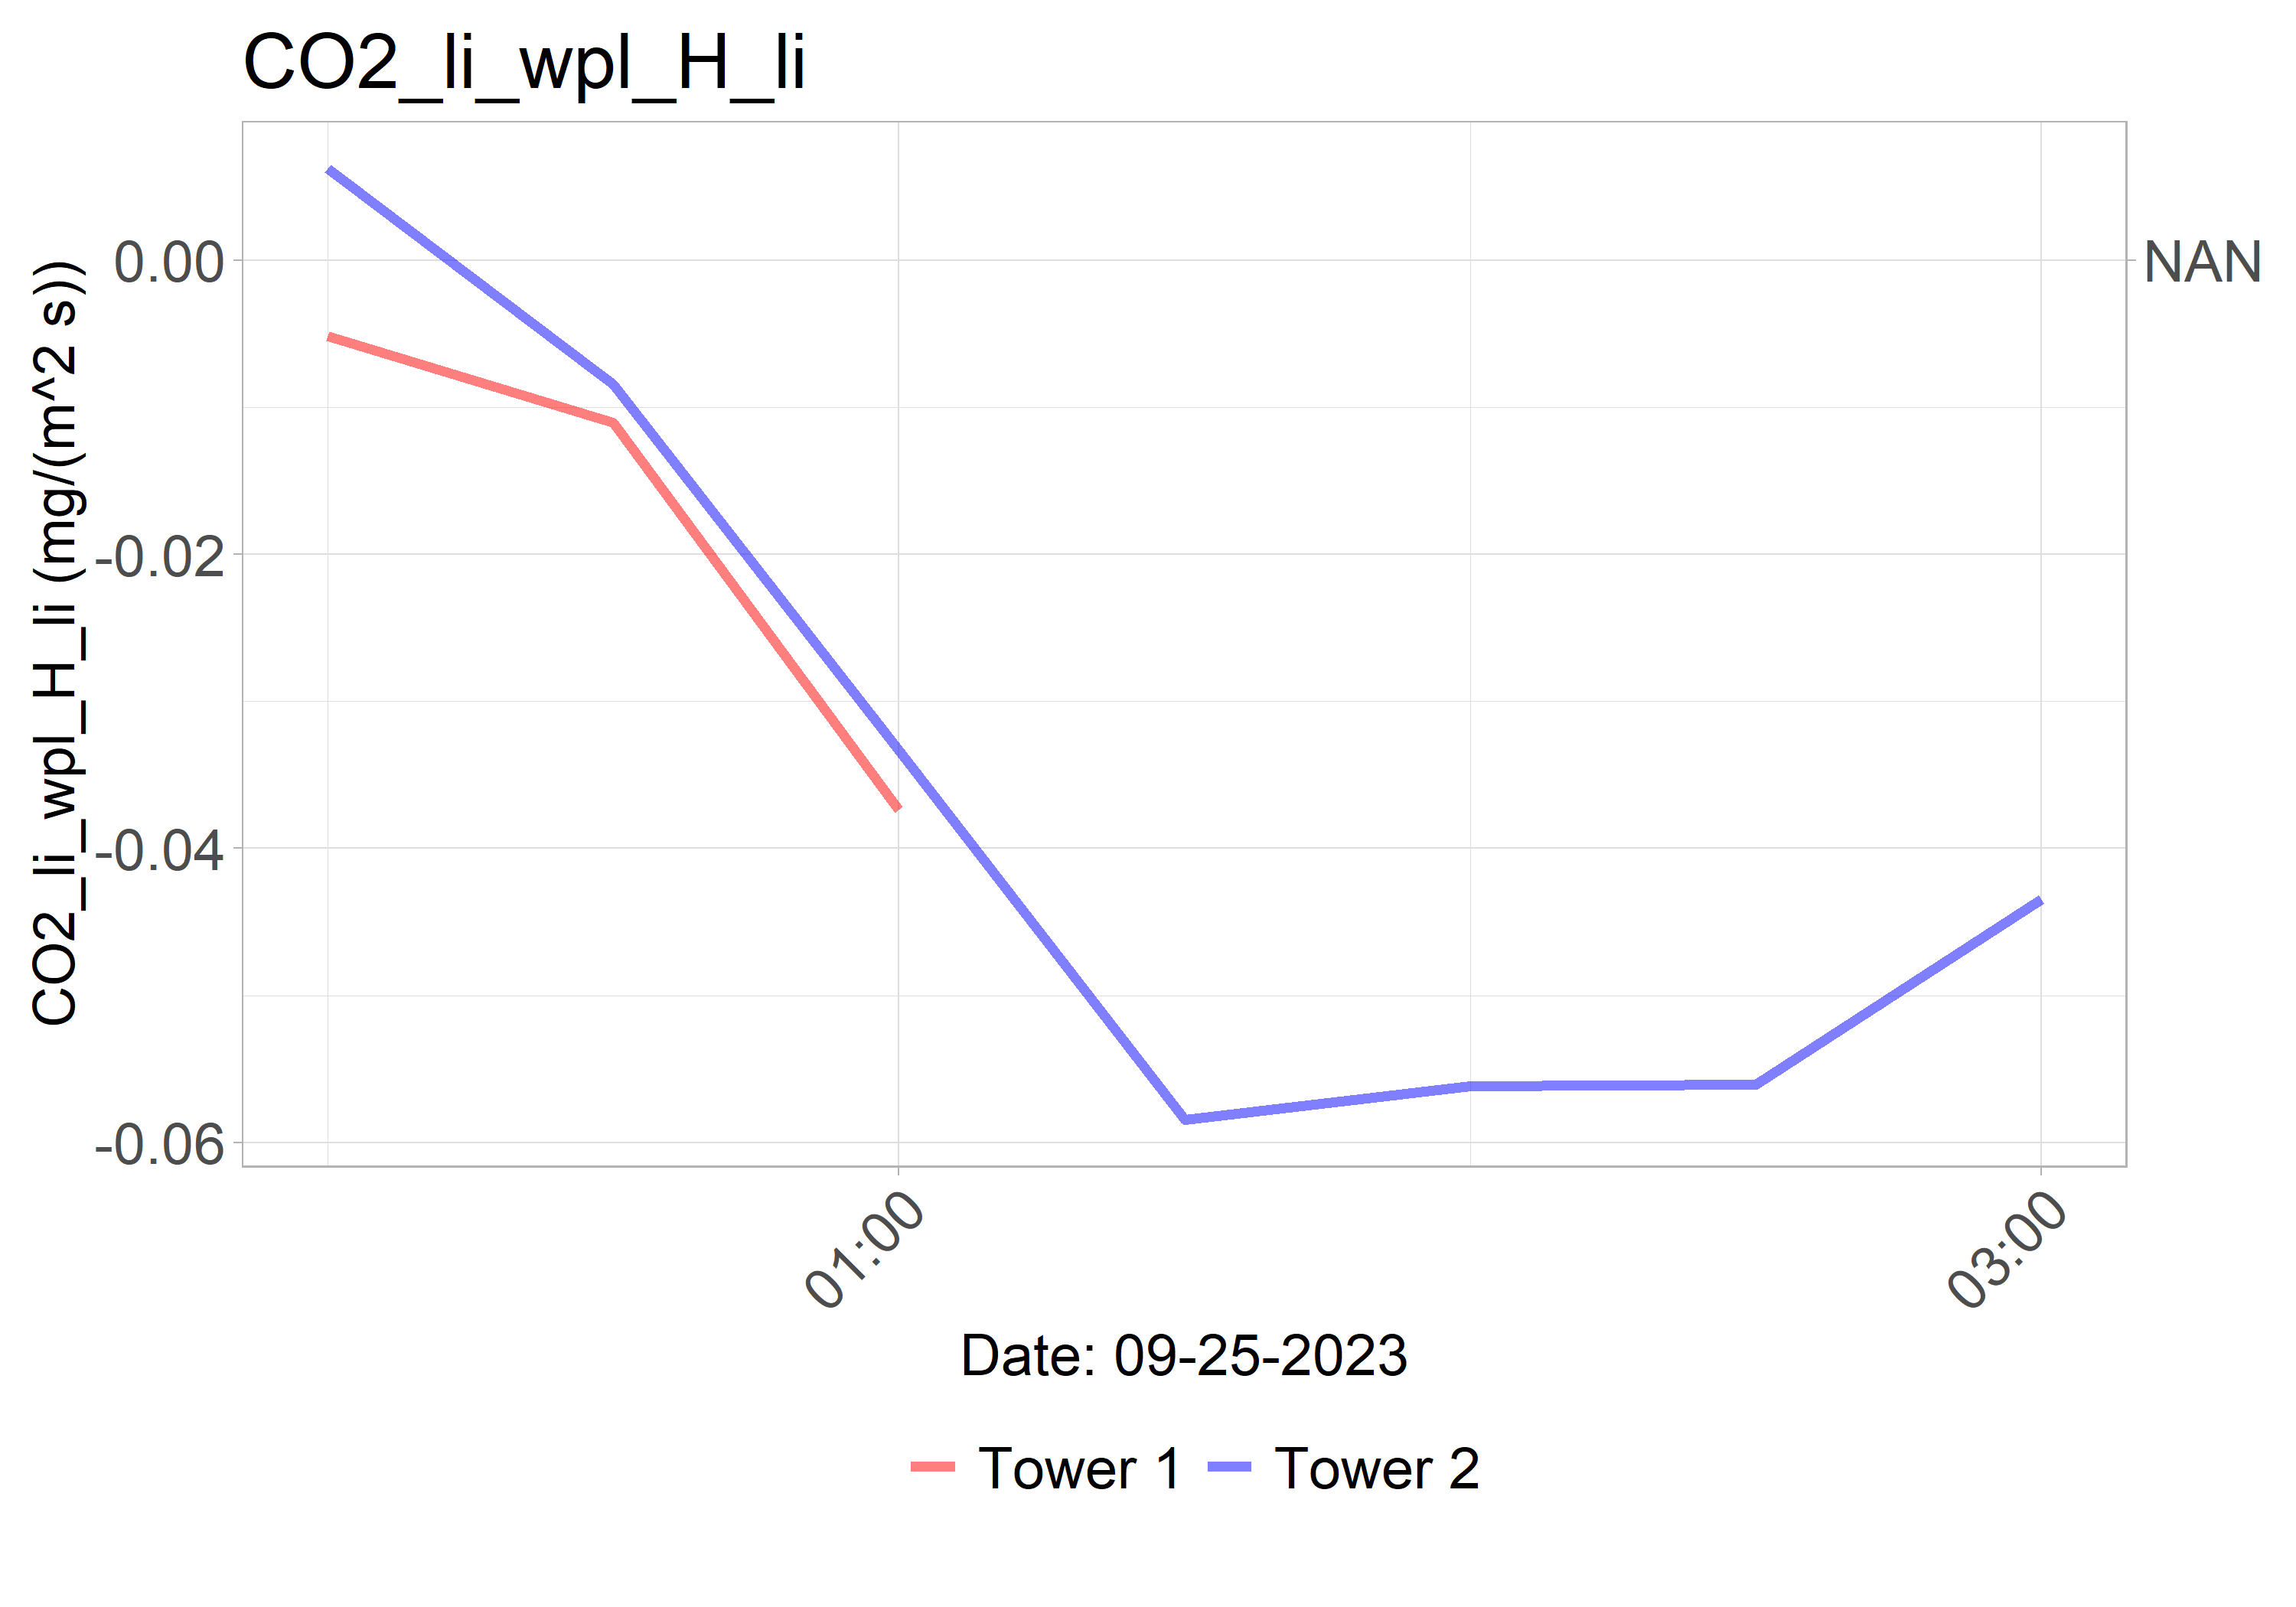 CO2_li_wpl_H_li
CO2_li_wpl_H_li (mg/(m^2 s))
0.00
-0.02
-0.04
-0.06
NAN
01:00
03:00
Date: 09-25-2023
Tower 1
Tower 2